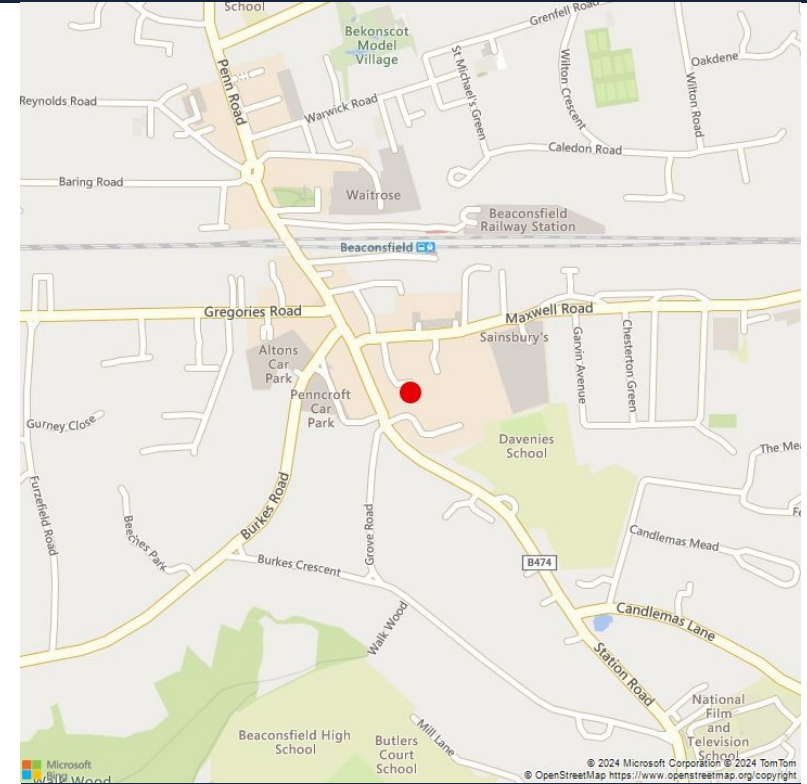 School
Grenfell Road
Bekonscot
Model
Village
Penn Road
St Michael's Green
Wilton Crescent
Oakdene
Wilton Road
Reynolds Road
Warwick Road
Caledon Road
Baring Road
Waitrose
Beaconsfield
Railway Station
Beaconsfield
Gregories Road
Maxwell Road
Sainsbury's
Altons
Car
Park
Garvin Avenue
Chesterton Green
Penncroft
Car
Park
Gurney Close
Davenies
School
The Mea
Furzefield Road
Burkes Road
Beeches Park
Grove Road
Fe
Candlemas Mead
B474
Burkes Crescent
Candlemas Lane
Walk Wood
Station Road
National
Film
and
Television
School
Beaconsfield High
School
Butlers
Court
School
Mill Lane
Microsoft
Bing
Walk Wood
© 2024 Microsoft Corporation © 2024 TomTom
© OpenStreetMap https://www.openstreetmap.org/copyright